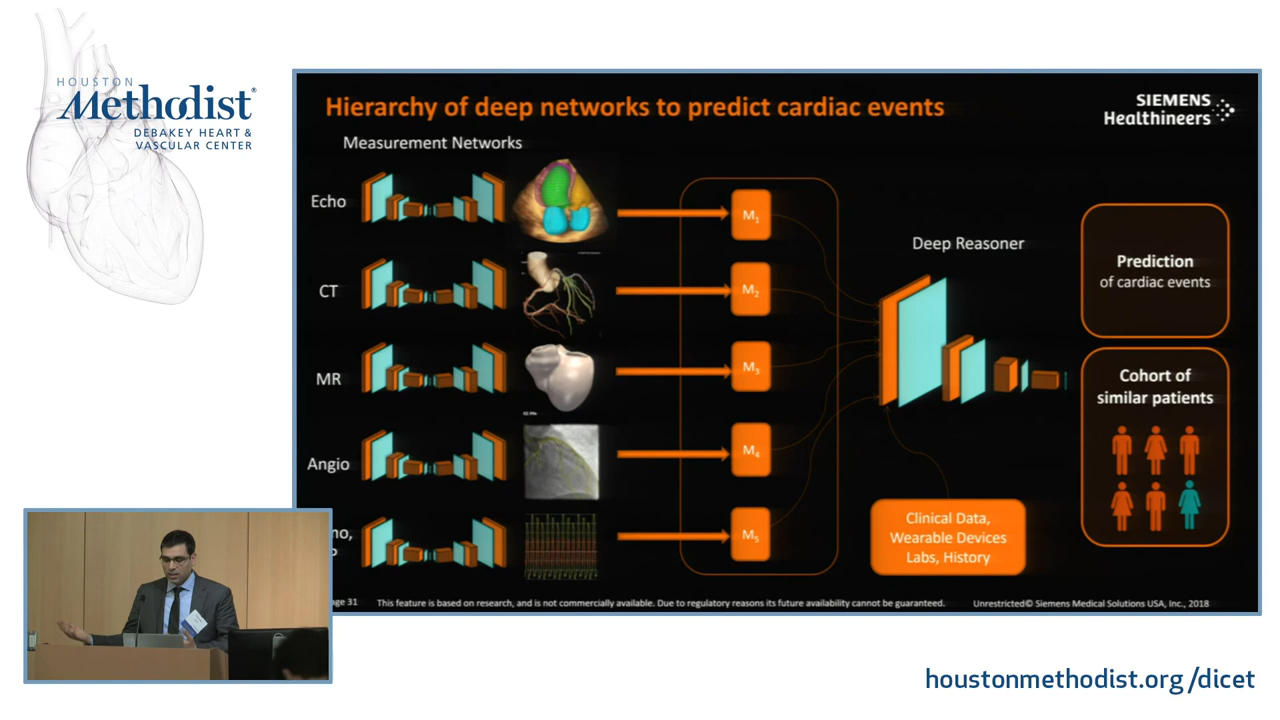 HOUSTON
Methodist®
DEBAKEY HEART &
VASCULAR CENTER
Hierarchy of deep networks to predict cardiac events
SIEMENS
Healthineers
Measurement Networks
Echo
CT
MR
Angio
M1
M2
M3
M4
M5
Deep Reasoner
Prediction
of cardiac events
Cohort of
similar patients
Clinical Data,
Wearable Devices
Labs, History
31 This feature is based on research, and is not commercially available. Due to regulatory reasons its future availability cannot be guaranteed. Unrestricted© Siemens Medical Solutions USA, Inc., 2018
houstonmethodist.org/dicet